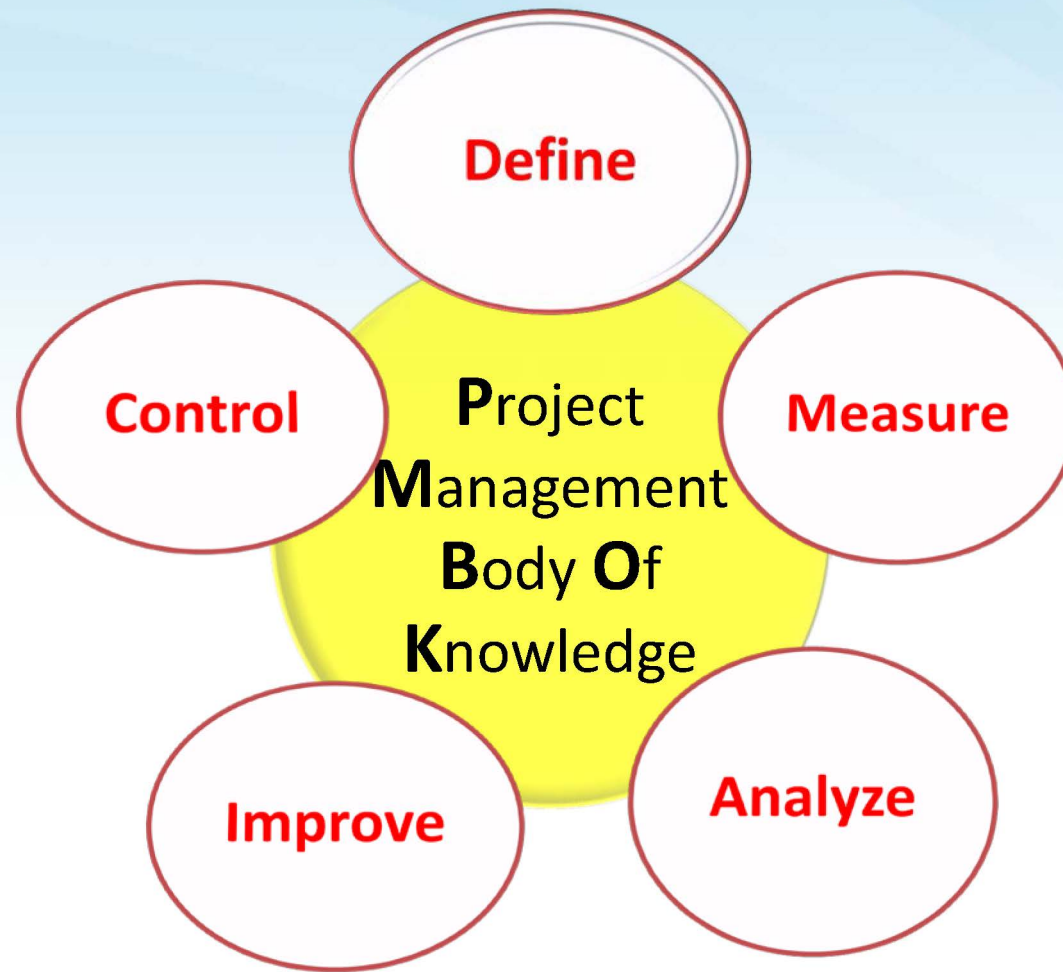 Define
Control
Measure
Project
Management
Body Of
Knowledge
Improve
Analyze